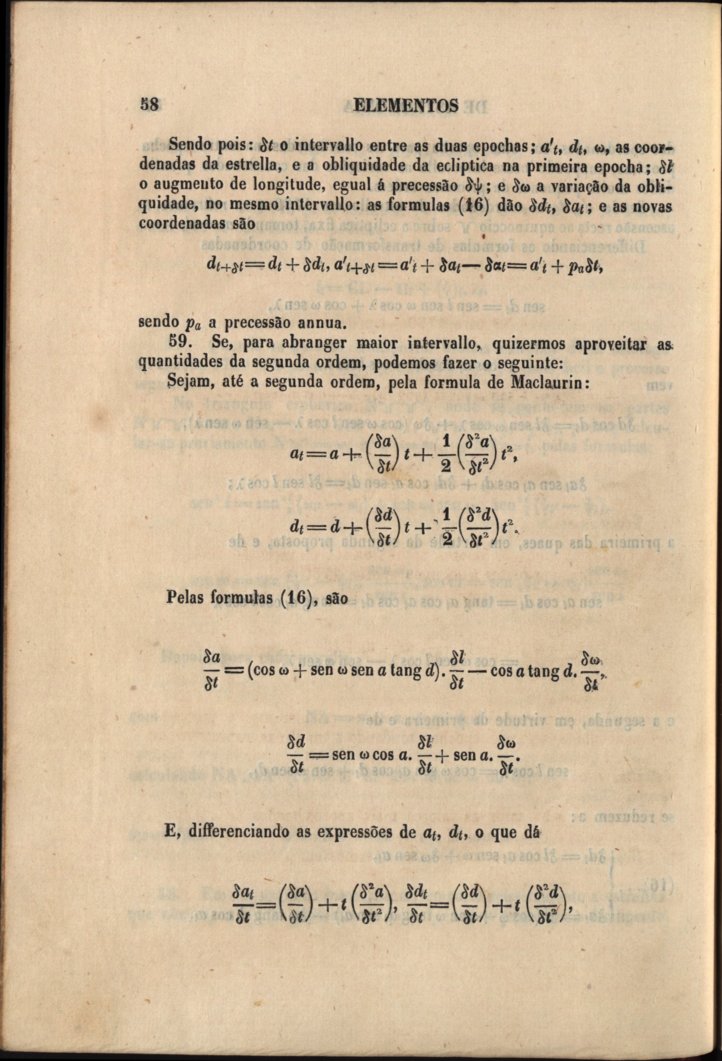 58 ELEMENTOS
Sendo pois: δt o intervallo entre as duas epochas; a′ₜ, dₜ, ω, as coor-
denadas da estrella, e a obliquidade da ecliptica na primeira epocha; δl
o augmento de longitude, egual á precessão δψ; e δω a variação da obli-
quidade, no mesmo intervallo: as formulas (16) dão δdₜ, δaₜ; e as novas
coordenadas são
d_{t+δt} = dₜ + δdₜ, a′_{t+δt} = a′ₜ + δaₜ — δαₜ = a′ₜ + pₐδt,
sendo pₐ a precessão annua.
59. Se, para abranger maior intervallo, quizermos aproveitar as
quantidades da segunda ordem, podemos fazer o seguinte:
Sejam, até a segunda ordem, pela formula de Maclaurin:
aₜ = a + (δa/δt) t + 1/2 (δ²a/δt²) t²,
dₜ = d + (δd/δt) t + 1/2 (δ²d/δt²) t².
Pelas formulas (16), são
δa/δt = (cos ω + sen ω sen a tang d). δl/δt — cos a tang d. δω/δt,
δd/δt = sen ω cos a. δl/δt + sen a. δω/δt.
E, differenciando as expressões de aₜ, dₜ, o que dá
δaₜ/δt = (δa/δt) + t (δ²a/δt²), δdₜ/δt = (δd/δt) + t (δ²d/δt²),